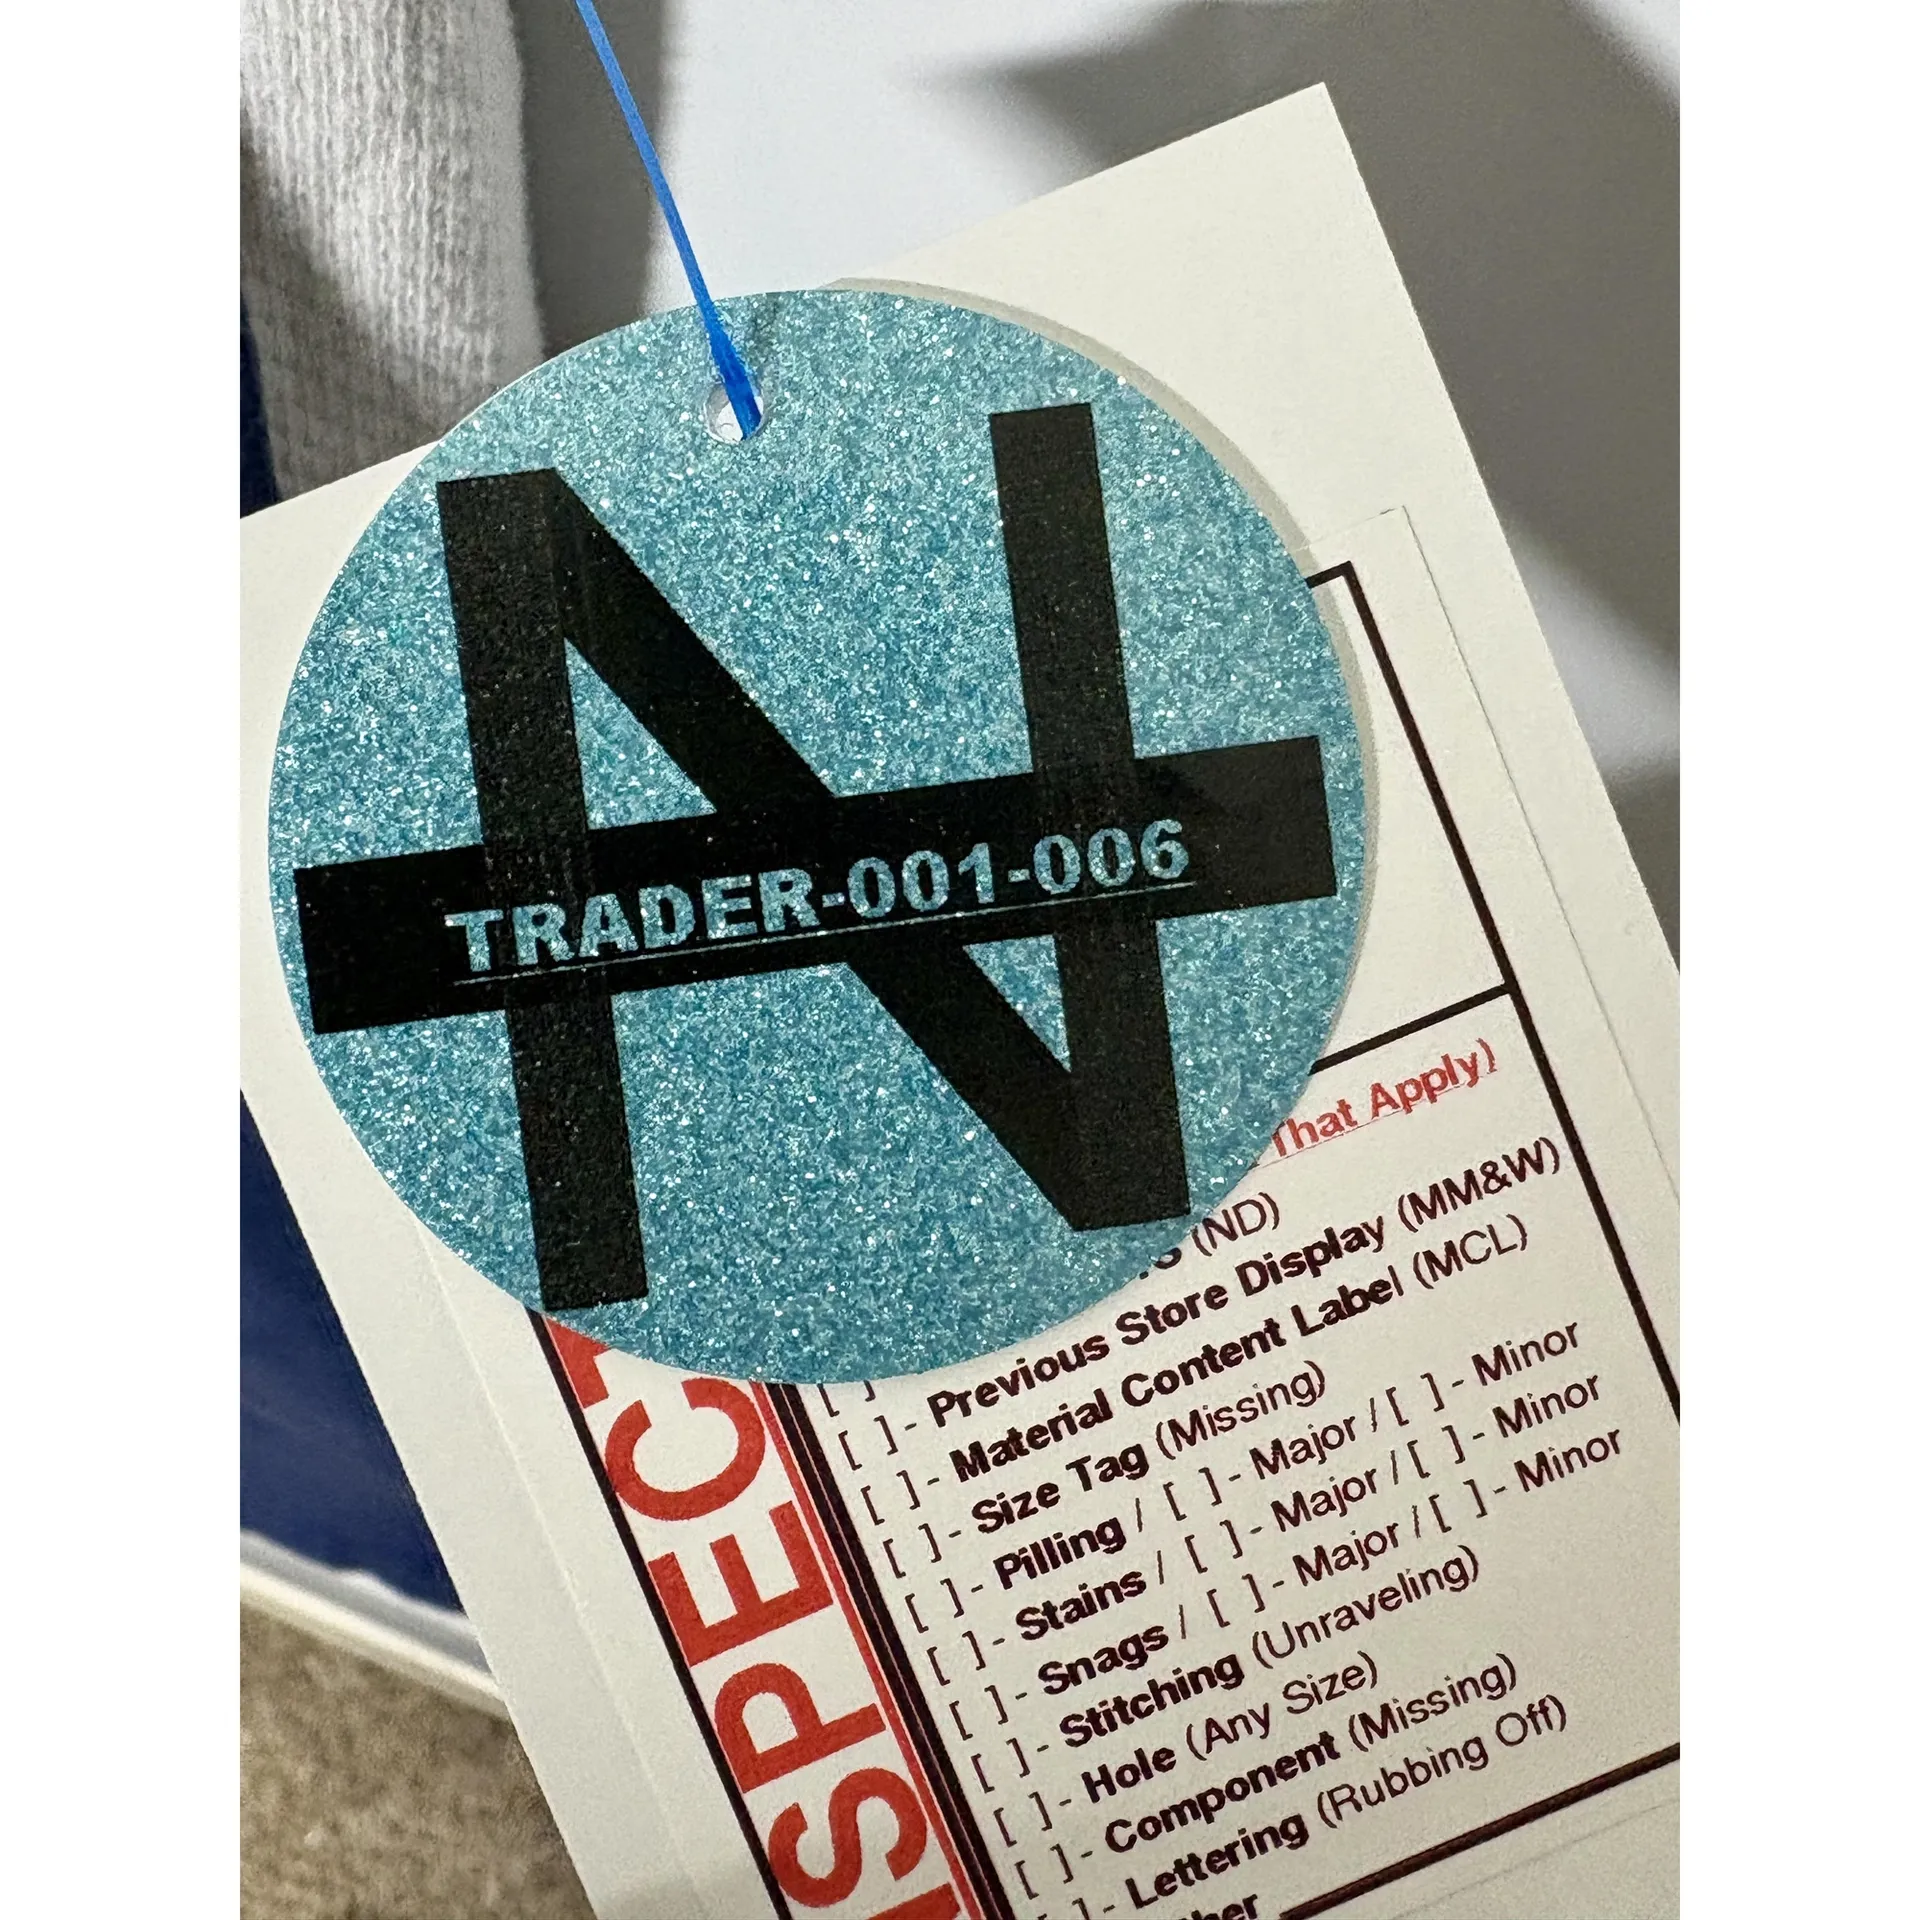 N
TRADER-001-006
That Apply)
(ND)
[ ]- Previous Store Display (MM&W)
[ ]- Material Content Label (MCL)
[ ]- Size Tag (Missing)
[ ]- Pilling / [ ]- Major / [ ]- Minor
[ ]- Stains / [ ]- Major / [ ]- Minor
[ ]- Snags / [ ]- Major / [ ]- Minor
[ ]- Stitching (Unraveling)
[ ]- Hole (Any Size)
[ ]- Component (Missing)
[ ]- Lettering (Rubbing Off)